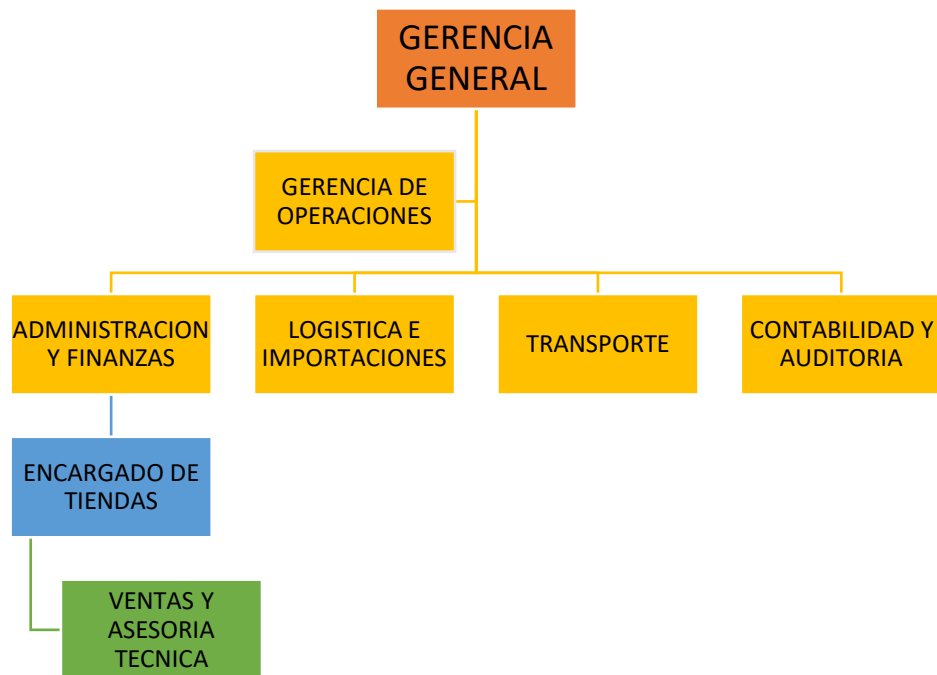 GERENCIA
GENERAL
GERENCIA DE
OPERACIONES
ADMINISTRACION
Y FINANZAS
LOGISTICA E
IMPORTACIONES
TRANSPORTE
CONTABILIDAD Y
AUDITORIA
ENCARGADO DE
TIENDAS
VENTAS Y
ASESORIA
TECNICA